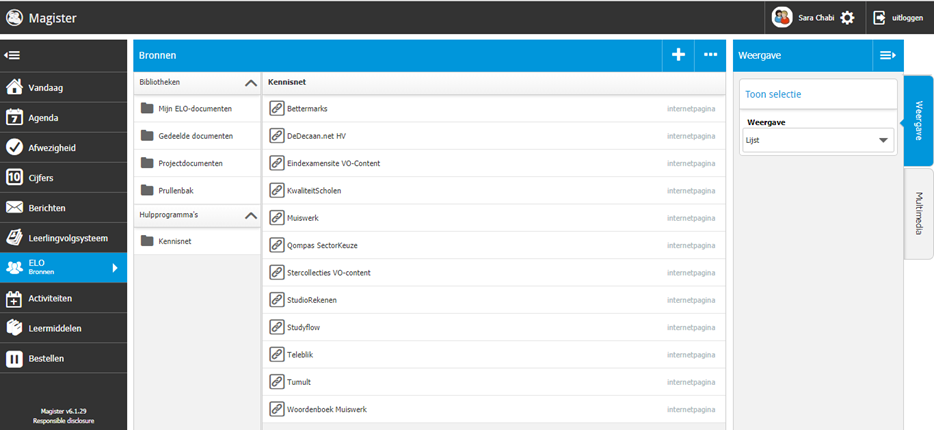 Magister
Sara Chabi
uitloggen
Vandaag
7 Agenda
Afwezigheid
10 Cijfers
Berichten
Leerlingvolgsysteem
ELO
Bronnen
Activiteiten
Leermiddelen
Bestellen
Magister v6.1.29
Responsible disclosure
Bronnen
Bibliotheken
Mijn ELO-documenten
Gedeelde documenten
Projectdocumenten
Prullenbak
Hulpprogramma's
Kennisnet
Kennisnet
Bettermarks internetpagina
DeDecaan.net HV internetpagina
Eindexamensite VO-Content internetpagina
KwaliteitScholen internetpagina
Muiswerk internetpagina
Qompas SectorKeuze internetpagina
Stercollecties VO-content internetpagina
StudioRekenen internetpagina
Studyflow internetpagina
Teleblik internetpagina
Tumult internetpagina
Woordenboek Muiswerk internetpagina
Weergave
Toon selectie
Weergave
Lijst
Weergave
Multimedia